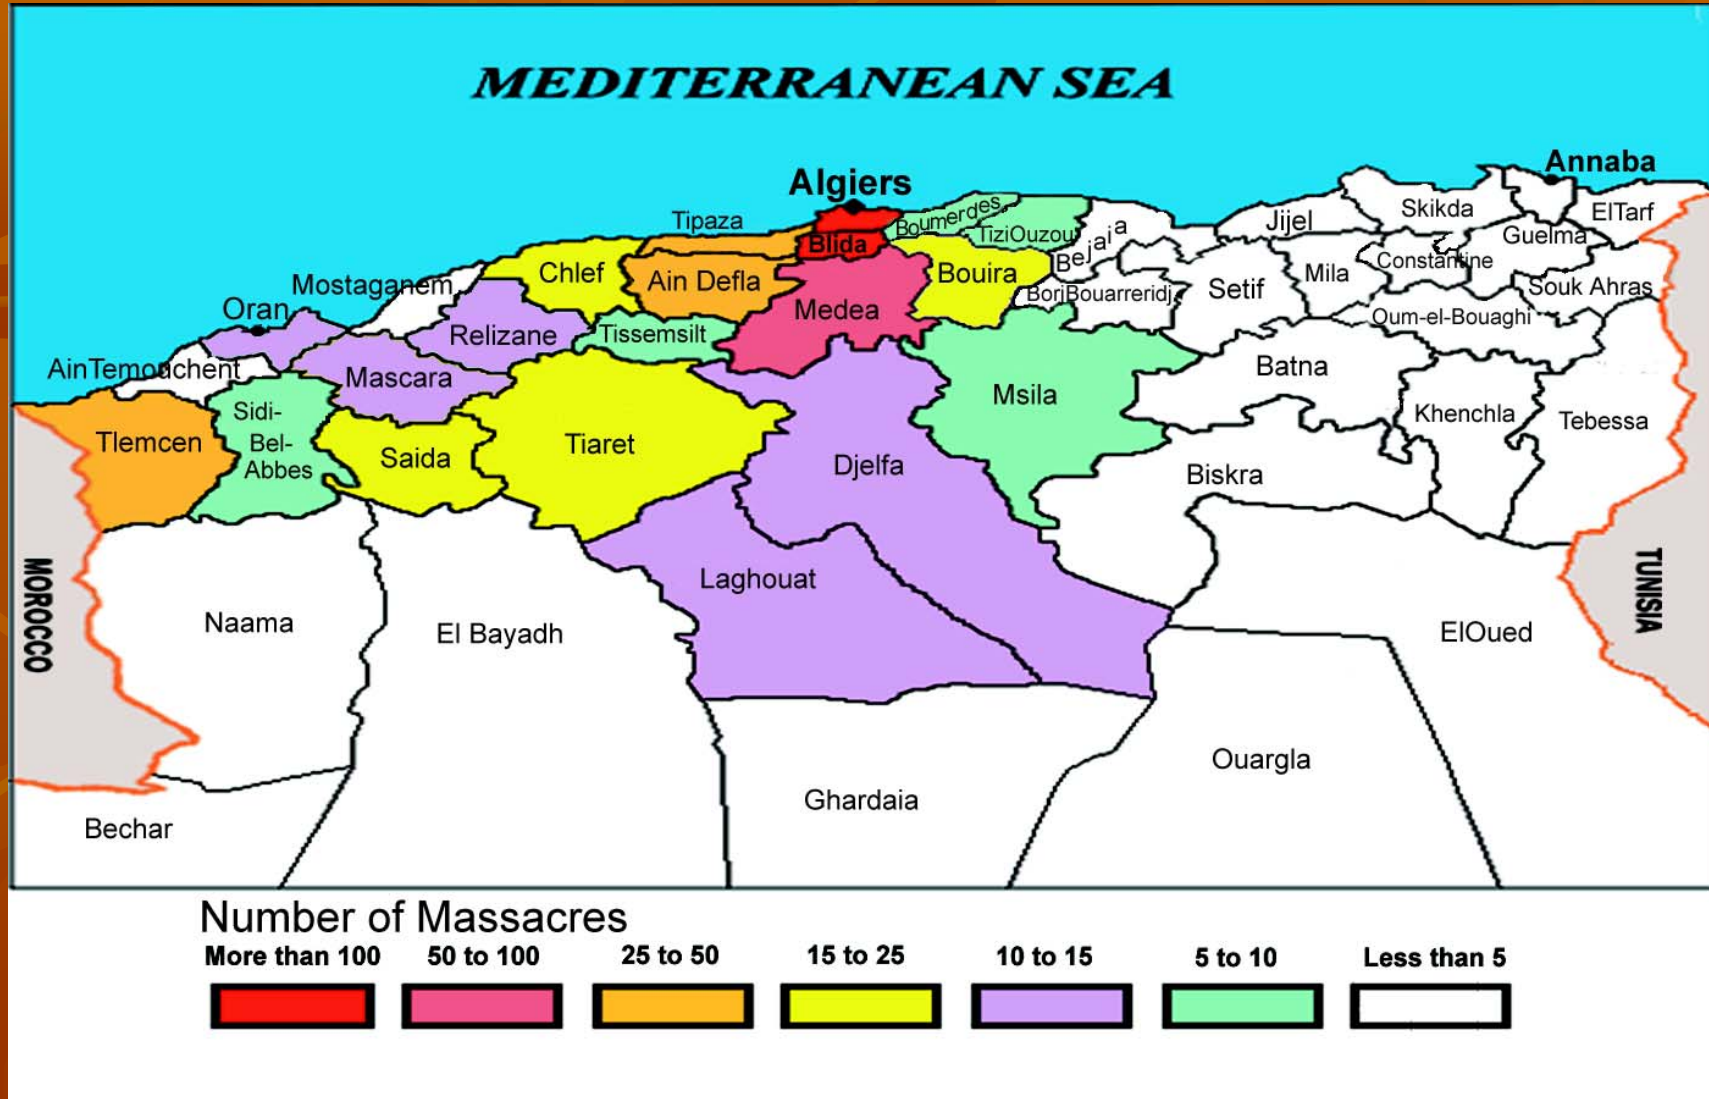 MEDITERRANEAN SEA
Annaba
Algiers
Tipaza
Boumerdes
TiziOuzou
Bejaia
Jijel
Skikda
ElTarf
Blida
Guelma
Mostaganem
Chlef
Ain Defla
Bouira
Constantine
Mila
Setif
Souk Ahras
BorjBouarreridj
Oran
Medea
Oum-el-Bouaghi
Relizane
Tissemsilt
AinTemouchent
Mascara
Batna
Msila
Sidi-
Bel-
Abbes
Khenchla
Tebessa
Tlemcen
Saida
Tiaret
Djelfa
Biskra
Laghouat
MOROCCO
TUNISIA
Naama
El Bayadh
ElOued
Ouargla
Ghardaia
Bechar
Number of Massacres
More than 100 50 to 100 25 to 50 15 to 25 10 to 15 5 to 10 Less than 5